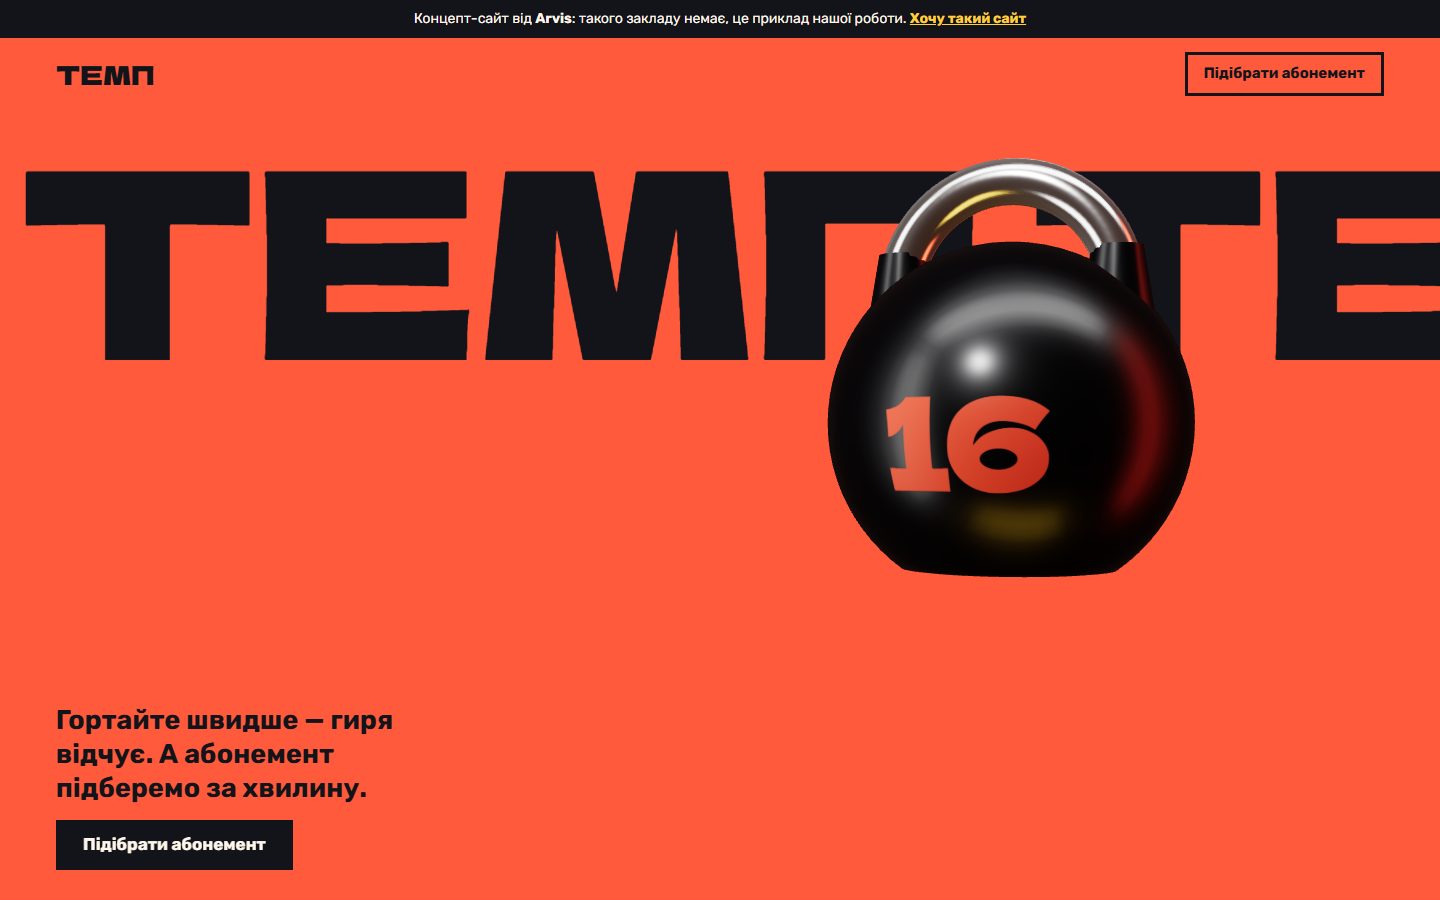 Концепт-сайт від Arvis: такого закладу немає, це приклад нашої роботи. Хочу такий сайт
ТЕМП
Підібрати абонемент
ТЕМП ТЕ
16
Гортайте швидше — гиря
відчує. А абонемент
підберемо за хвилину.
Підібрати абонемент